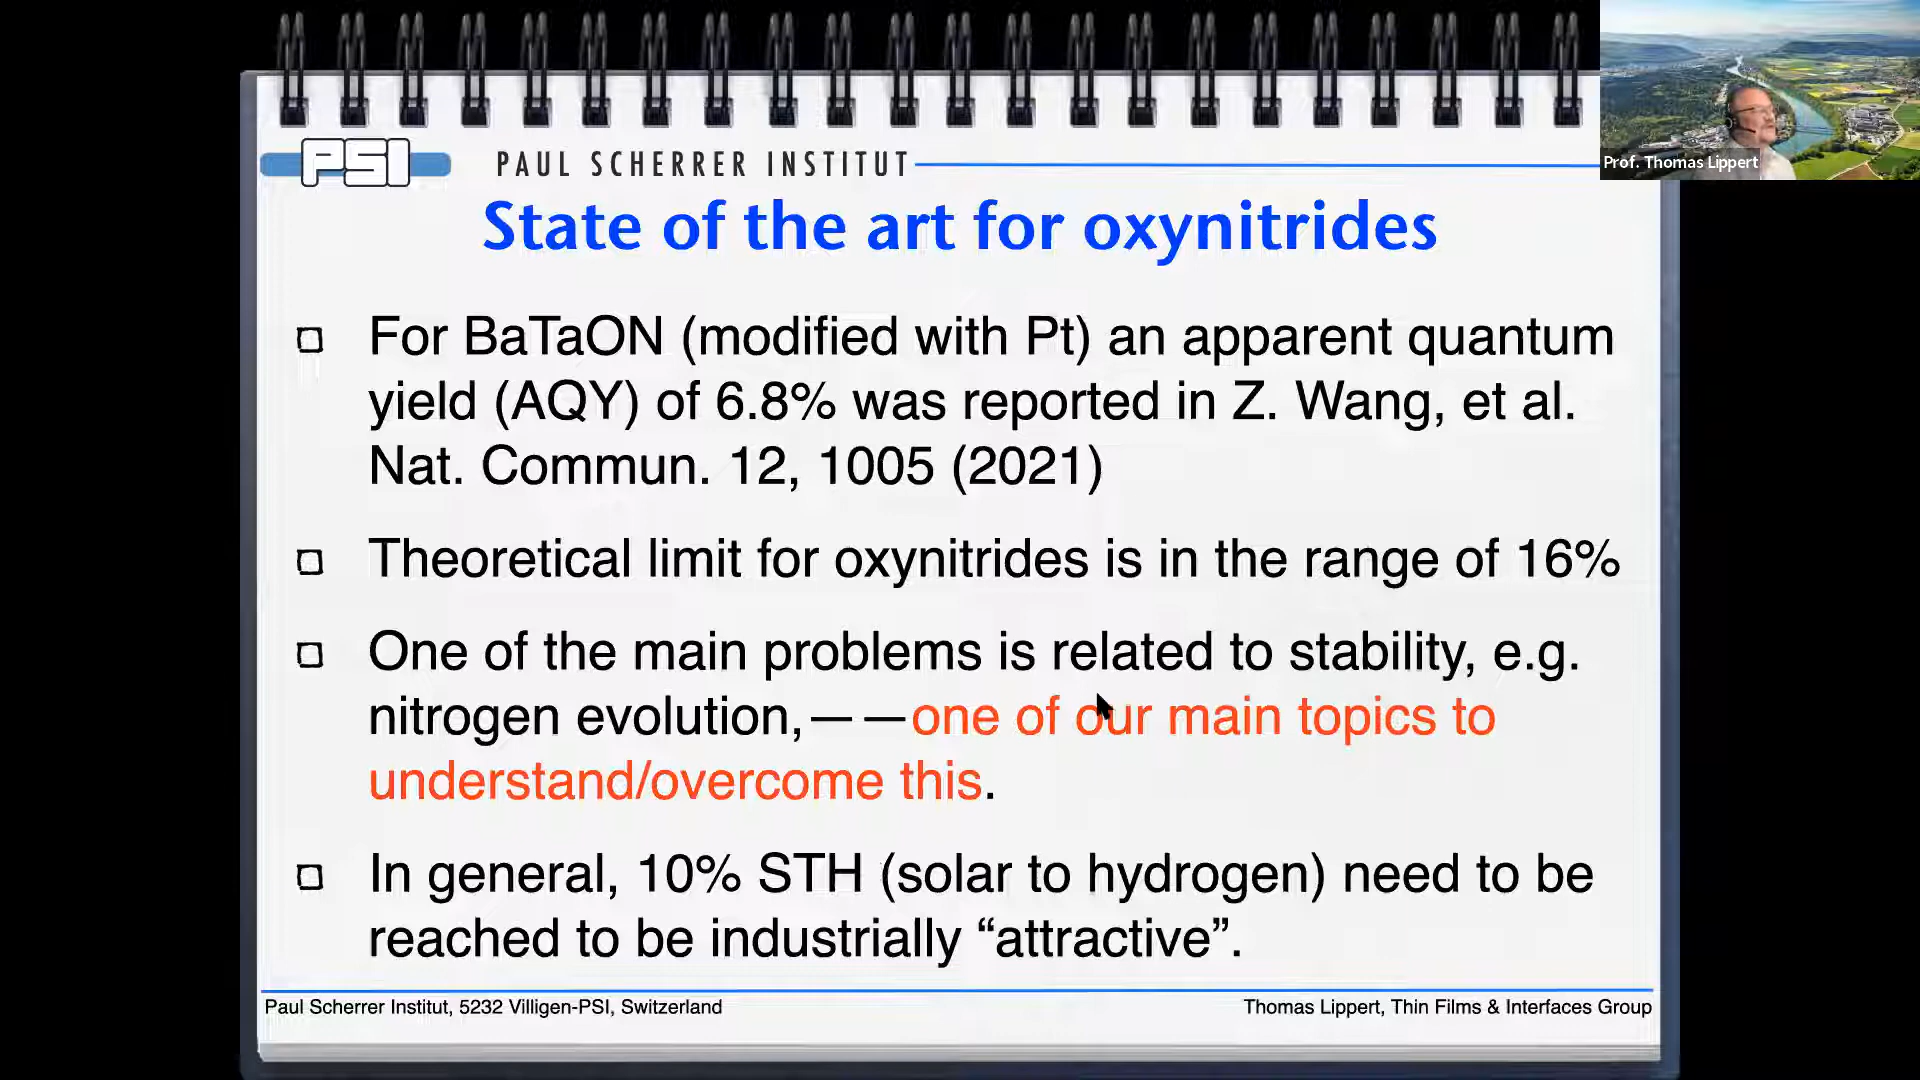 PSI PAUL SCHERRER INSTITUT
Prof. Thomas Lippert
State of the art for oxynitrides
For BaTaON (modified with Pt) an apparent quantum
yield (AQY) of 6.8% was reported in Z. Wang, et al.
Nat. Commun. 12, 1005 (2021)
Theoretical limit for oxynitrides is in the range of 16%
One of the main problems is related to stability, e.g.
nitrogen evolution,——one of our main topics to
understand/overcome this.
In general, 10% STH (solar to hydrogen) need to be
reached to be industrially “attractive”.
Paul Scherrer Institut, 5232 Villigen-PSI, Switzerland
Thomas Lippert, Thin Films & Interfaces Group